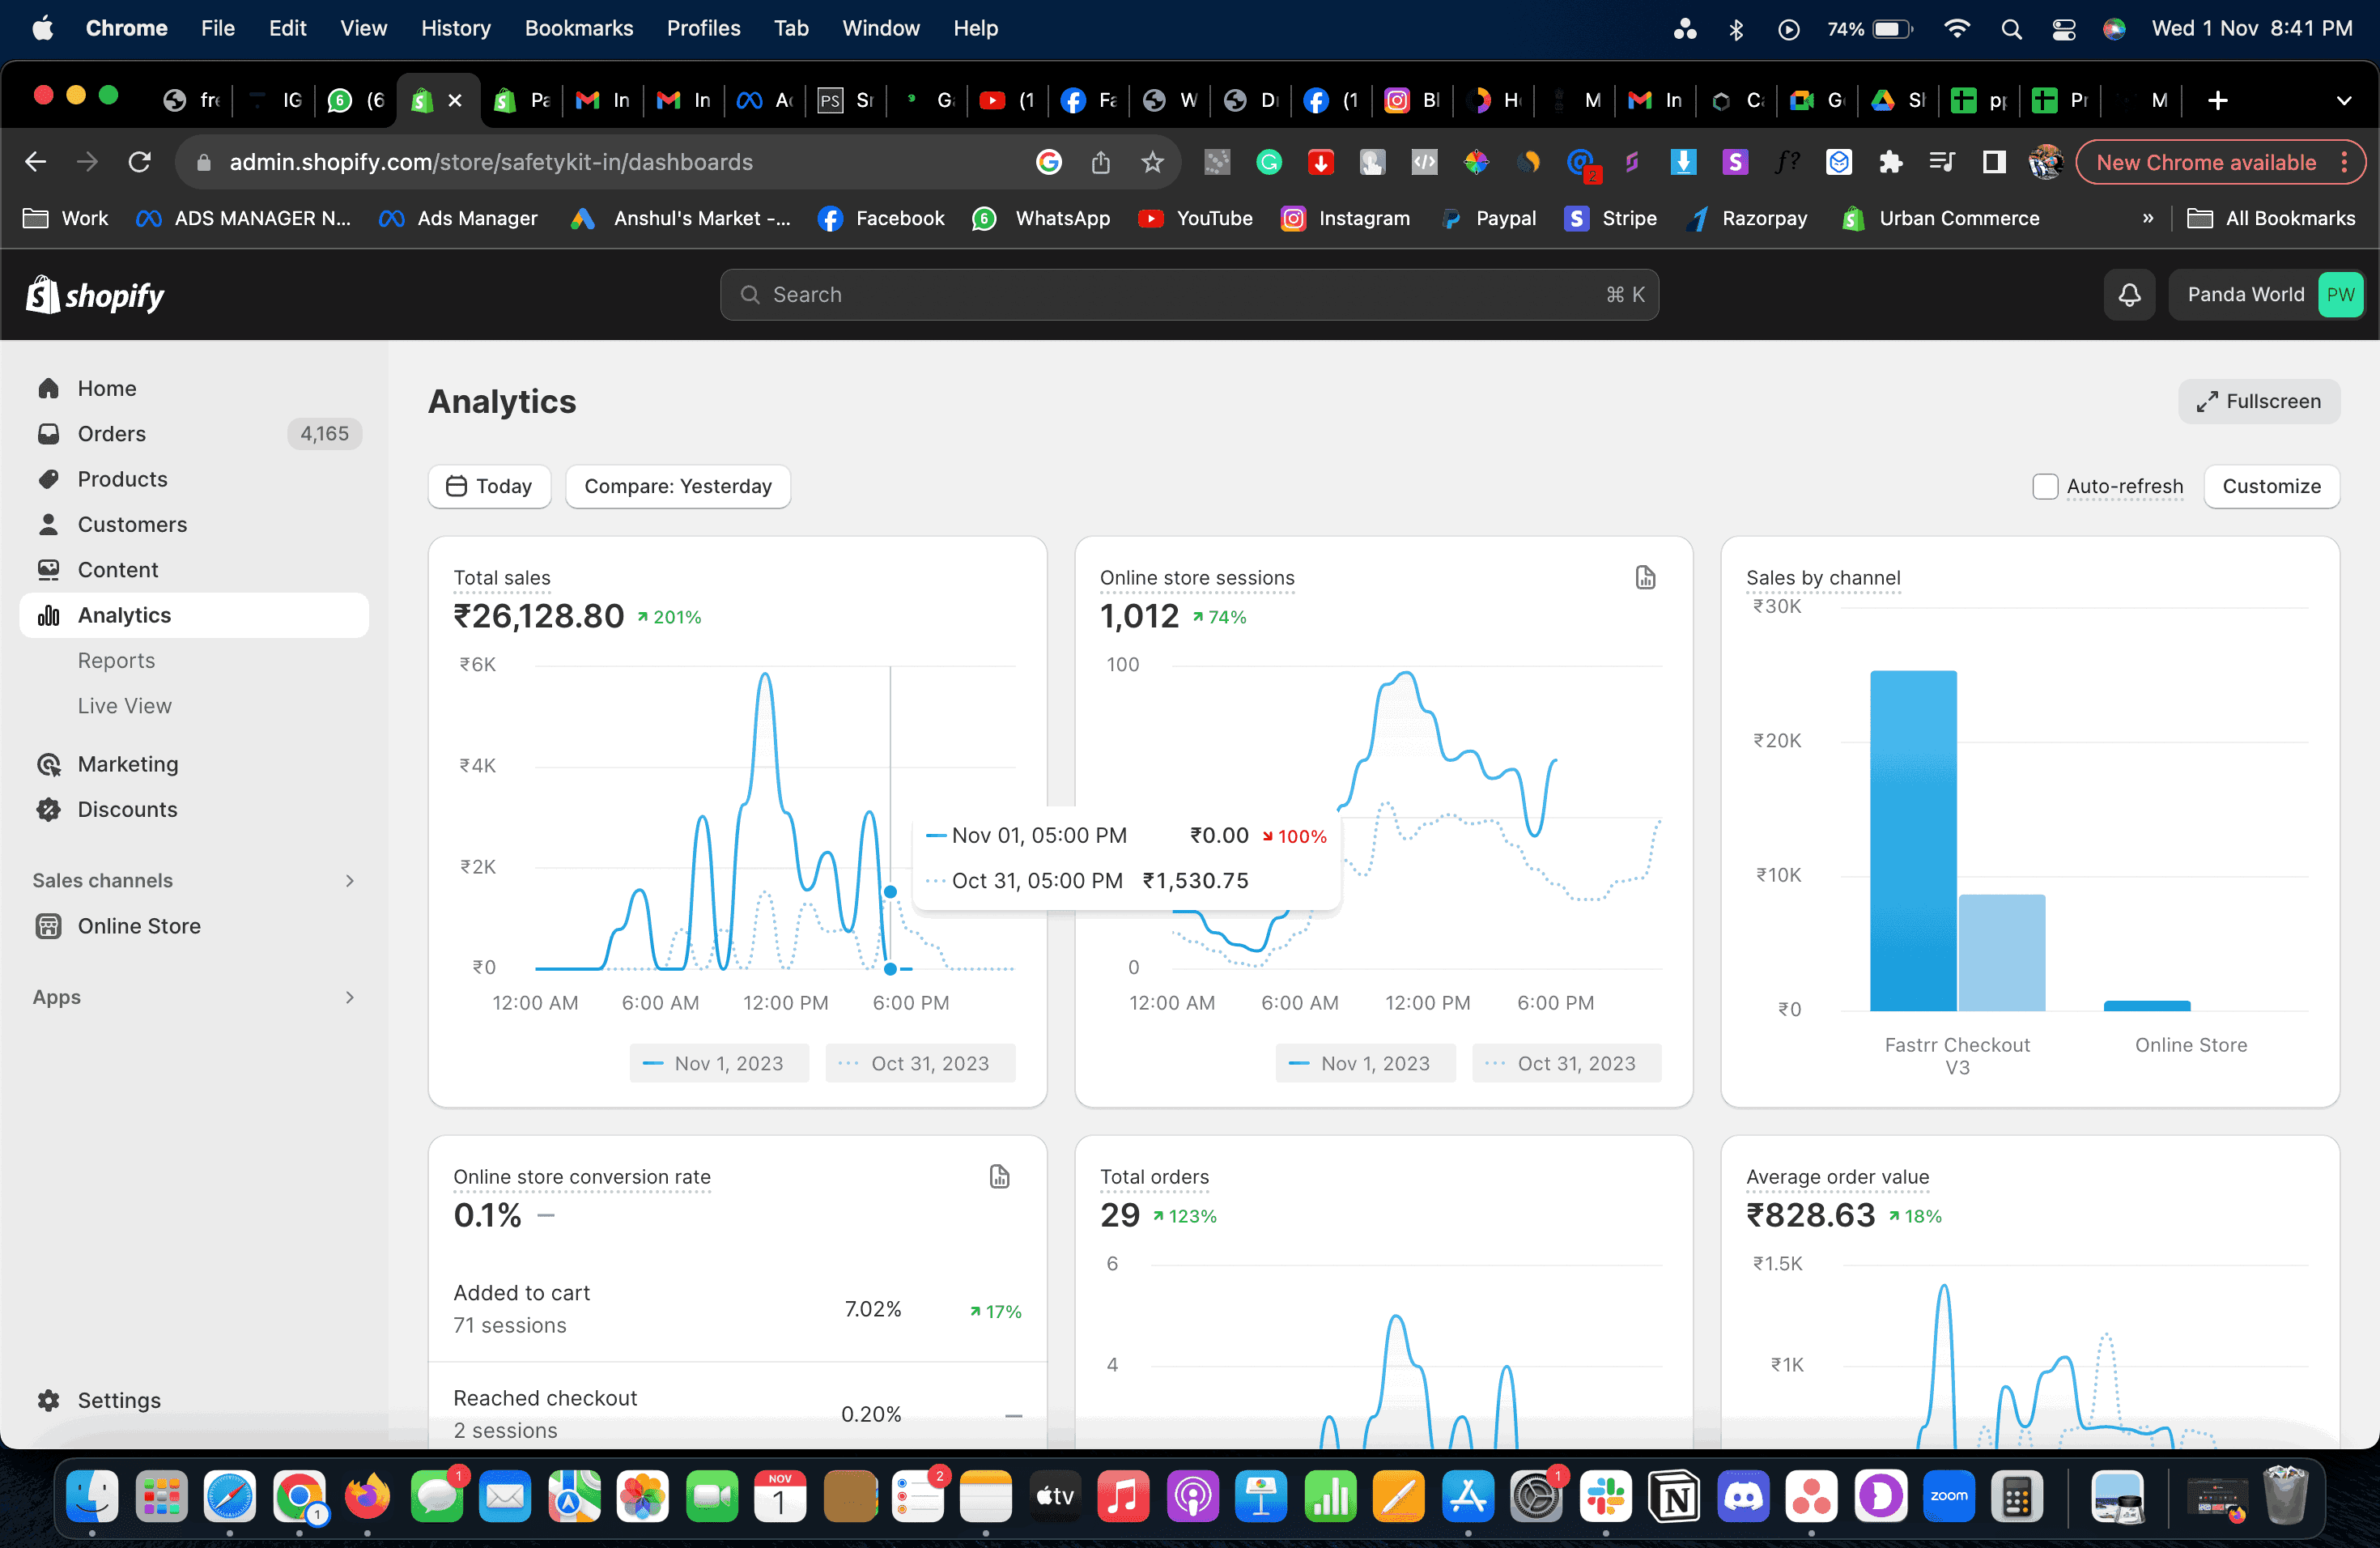 Chrome File Edit View History Bookmarks Profiles Tab Window Help 74% Wed 1 Nov 8:41 PM
fre IG (6 Pa In In PS Sr (1 Fa W (1 Bl M In G SI pp Pr M
admin.shopify.com/store/safetykit-in/dashboards 2 New Chrome available
Work ADS MANAGER N... Ads Manager Anshul's Market -... Facebook WhatsApp YouTube Instagram Paypal Stripe Razorpay Urban Commerce » All Bookmarks
shopify Search ⌘ K Panda World PW
Home
Orders 4,165
Products
Customers
Content
Analytics
Reports
Live View
Marketing
Discounts
Sales channels
Online Store
Apps
Settings
Analytics Fullscreen
Today Compare: Yesterday Auto-refresh Customize
Total sales
₹26,128.80 201%
₹6K
₹4K
₹2K
₹0
12:00 AM 6:00 AM 12:00 PM 6:00 PM
Nov 1, 2023 Oct 31, 2023
Nov 01, 05:00 PM ₹0.00 100%
Oct 31, 05:00 PM ₹1,530.75
Online store sessions
1,012 74%
100
0
12:00 AM 6:00 AM 12:00 PM 6:00 PM
Nov 1, 2023 Oct 31, 2023
Sales by channel
₹30K
₹20K
₹10K
₹0
Fastrr Checkout
V3
Online Store
Online store conversion rate
0.1% —
Added to cart
71 sessions
7.02% 17%
Reached checkout
2 sessions
0.20% —
Total orders
29 123%
6
4
Average order value
₹828.63 18%
₹1.5K
₹1K
1 1 2 NOV 1 tv 1 zoom